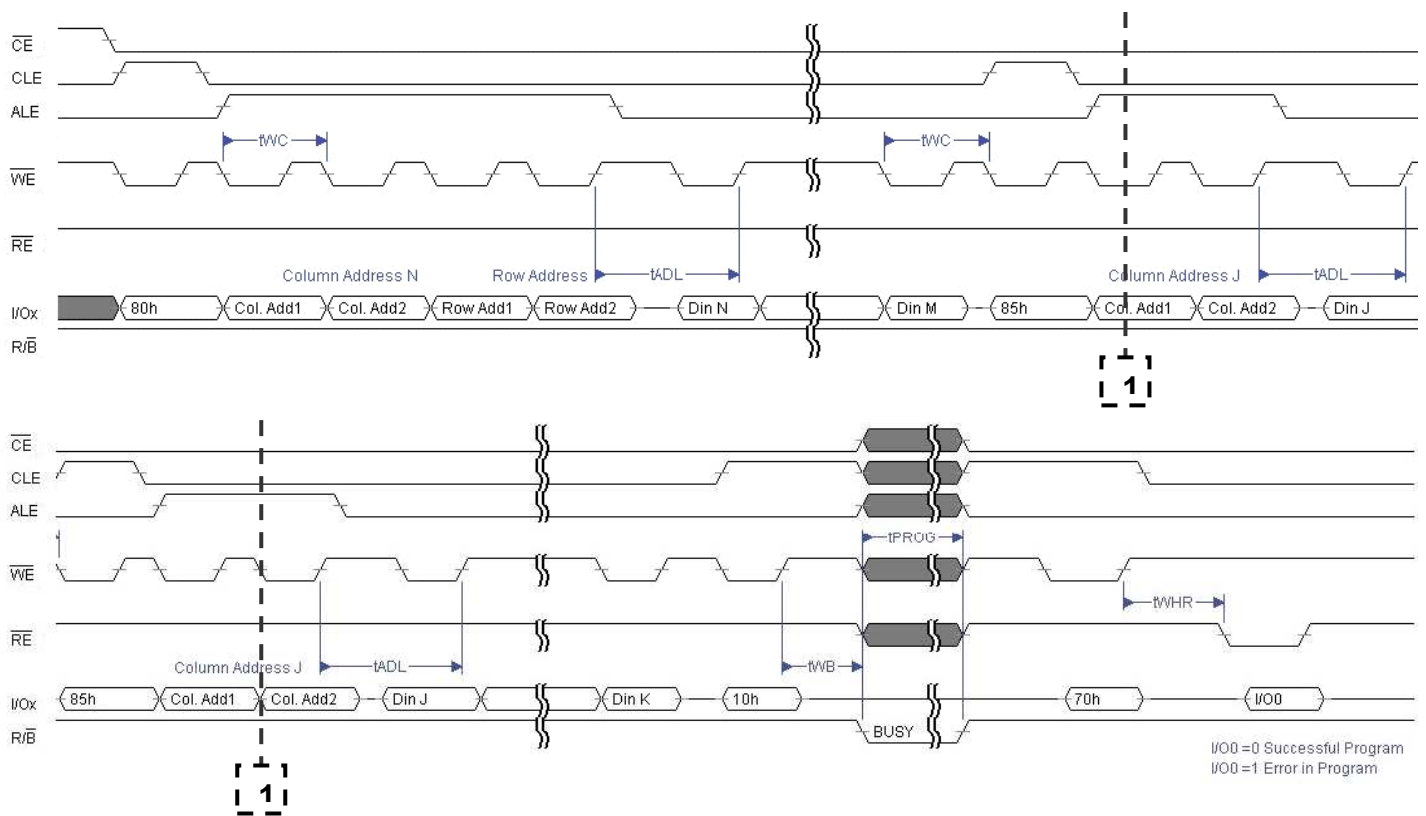 CE
CLE
ALE
tWC tWC
WE
RE
Column Address N Row Address tADL Column Address J tADL
I/Ox 80h Col. Add1 Col. Add2 Row Add1 Row Add2 Din N Din M 85h Col. Add1 Col. Add2 Din J
R/B
1
CE
CLE
ALE
tPROG
WE
tWHR
RE
Column Address J tADL tWB
I/Ox 85h Col. Add1 Col. Add2 Din J Din K 10h 70h I/O0
R/B BUSY
I/O0 =0 Successful Program
I/O0 =1 Error in Program
1